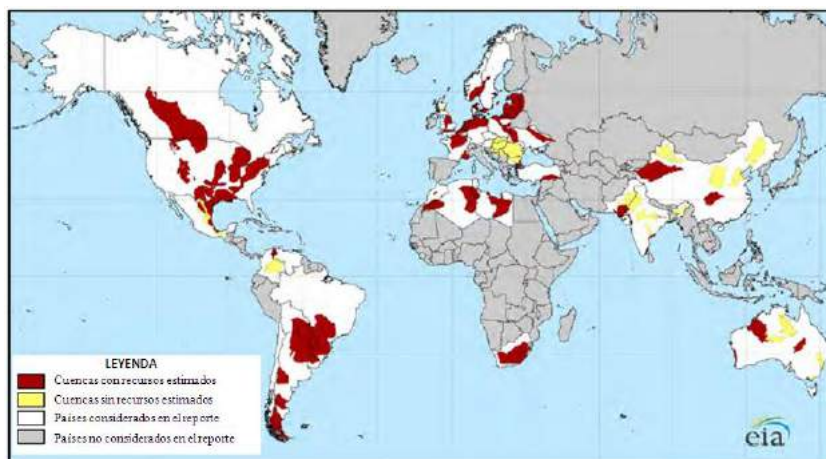 LEYENDA
Cuencas con recursos estimados
Cuencas sin recursos estimados
Países considerados en el reporte
Países no considerados en el reporte
eia